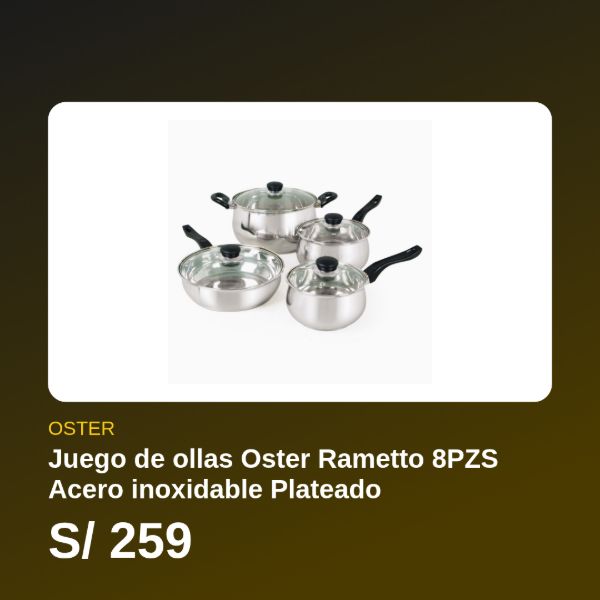 OSTER
Juego de ollas Oster Rametto 8PZS
Acero inoxidable Plateado
S/ 259